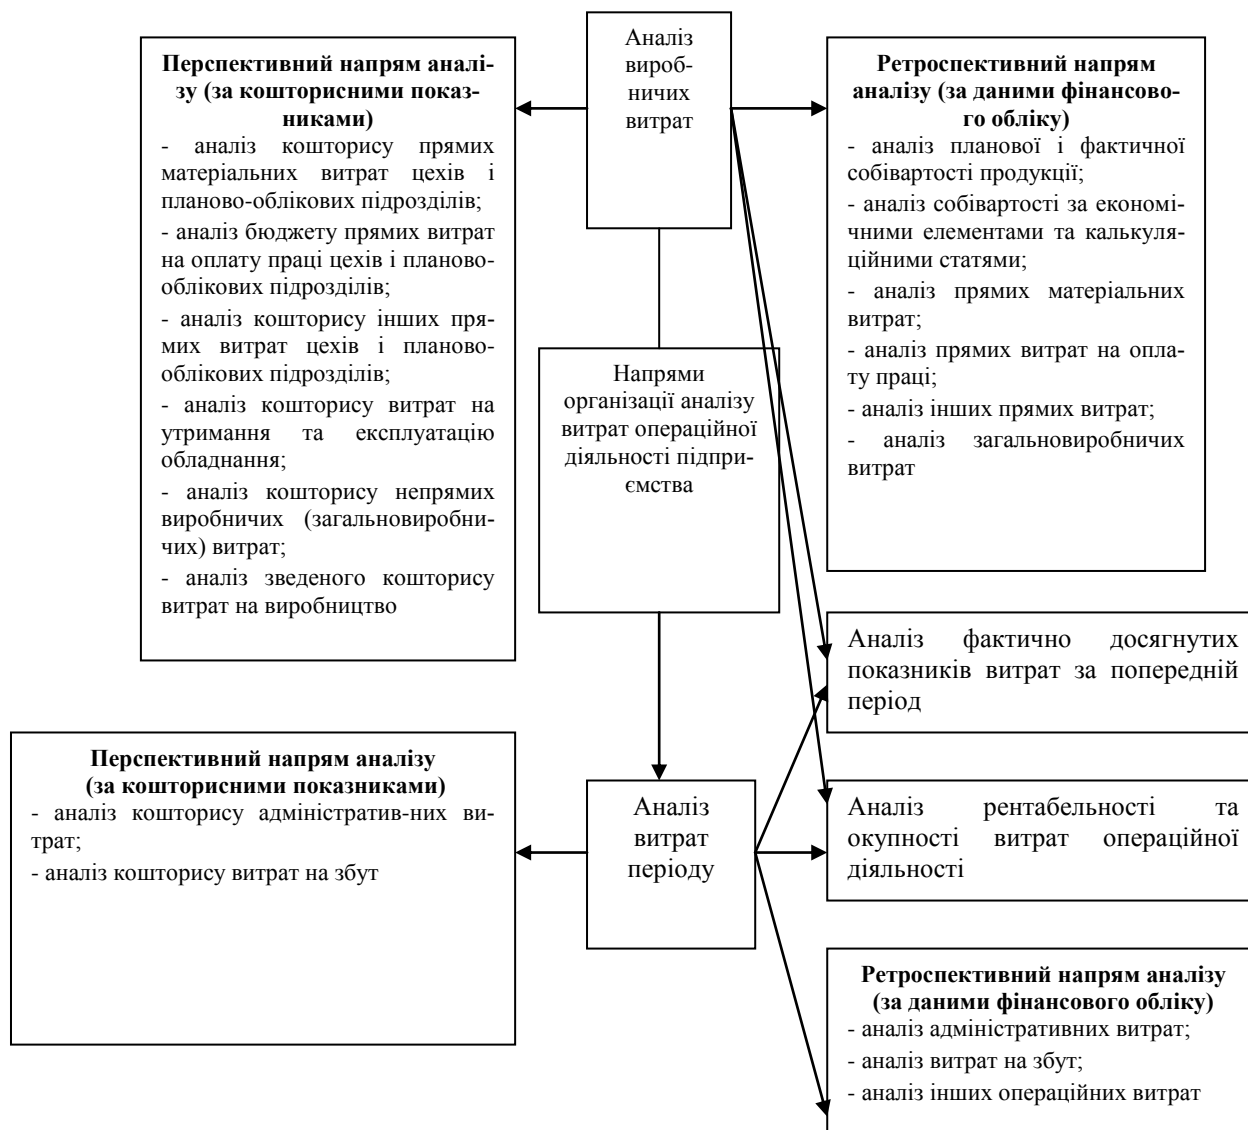 Аналіз
вироб-
ничих
витрат
Перспективний напрям аналі-
зу (за кошторисними показ-
никами)
- аналіз кошторису прямих
матеріальних витрат цехів і
планово-облікових підрозділів;
- аналіз бюджету прямих витрат
на оплату праці цехів і планово-
облікових підрозділів;
- аналіз кошторису інших пря-
мих витрат цехів і планово-
облікових підрозділів;
- аналіз кошторису витрат на
утримання та експлуатацію
обладнання;
- аналіз кошторису непрямих
виробничих (загальновиробни-
чих) витрат;
- аналіз зведеного кошторису
витрат на виробництво
Ретроспективний напрям
аналізу (за даними фінансово-
го обліку)
- аналіз планової і фактичної
собівартості продукції;
- аналіз собівартості за економі-
чними елементами та калькуля-
ційними статями;
- аналіз прямих матеріальних
витрат;
- аналіз прямих витрат на опла-
ту праці;
- аналіз інших прямих витрат;
- аналіз загальновиробничих
витрат
Напрями
організації аналізу
витрат операційної
діяльності підпри-
ємства
Аналіз фактично досягнутих
показників витрат за попередній
період
Перспективний напрям аналізу
(за кошторисними показниками)
- аналіз кошторису адміністратив-них ви-
трат;
- аналіз кошторису витрат на збут
Аналіз
витрат
періоду
Аналіз рентабельності та
окупності витрат операційної
діяльності
Ретроспективний напрям аналізу
(за даними фінансового обліку)
- аналіз адміністративних витрат;
- аналіз витрат на збут;
- аналіз інших операційних витрат